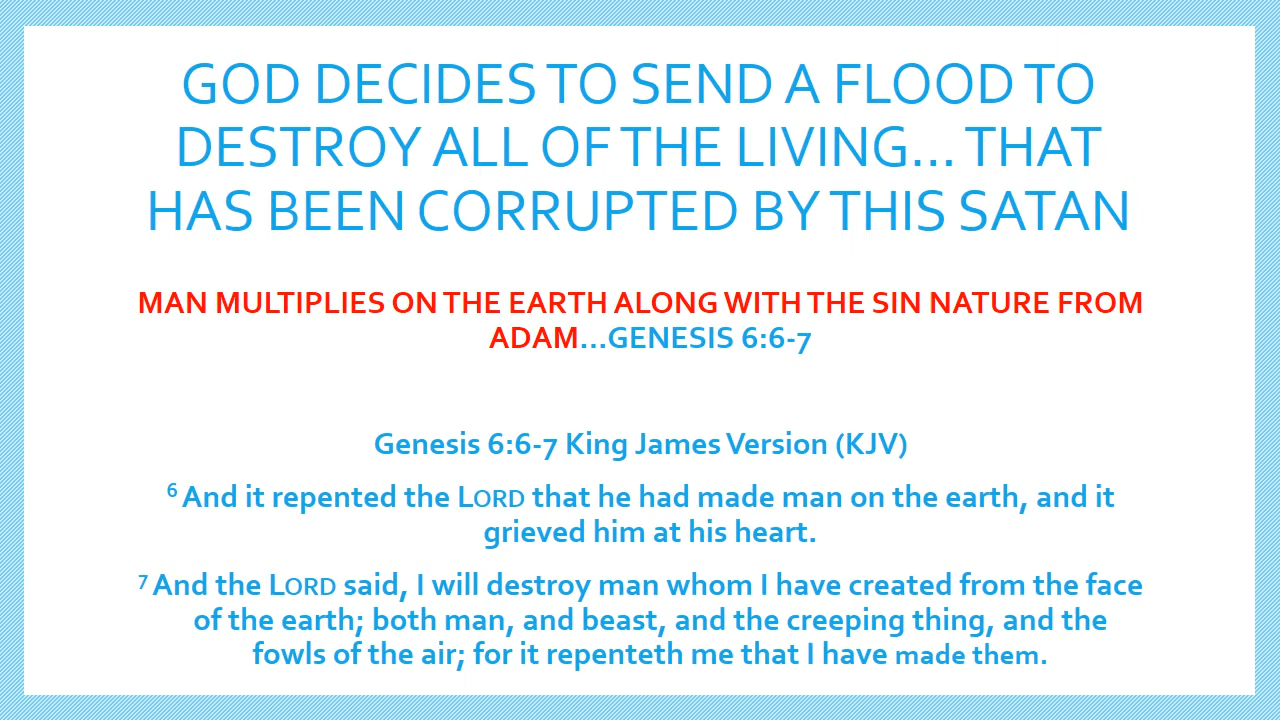 GOD DECIDES TO SEND A FLOOD TO
DESTROY ALL OF THE LIVING... THAT
HAS BEEN CORRUPTED BY THIS SATAN
MAN MULTIPLIES ON THE EARTH ALONG WITH THE SIN NATURE FROM
ADAM...GENESIS 6:6-7
Genesis 6:6-7 King James Version (KJV)
6 And it repented the LORD that he had made man on the earth, and it
grieved him at his heart.
7 And the LORD said, I will destroy man whom I have created from the face
of the earth; both man, and beast, and the creeping thing, and the
fowls of the air; for it repenteth me that I have made them.